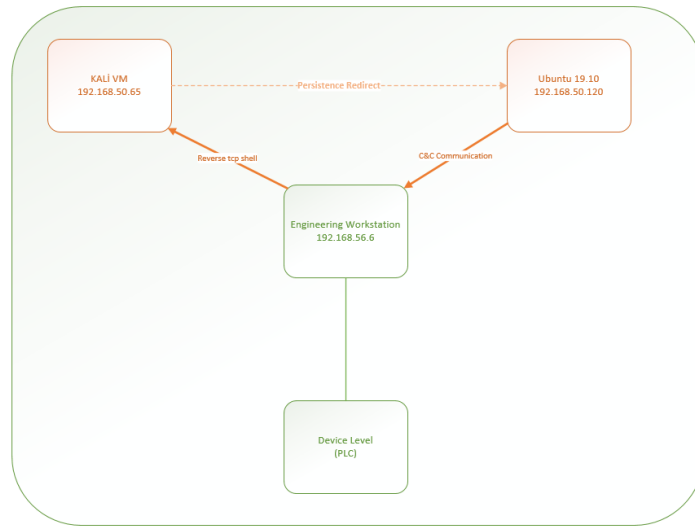 KALİ VM
192.168.50.65
Persistence Redirect
Ubuntu 19.10
192.168.50.120
Reverse tcp shell
C&C Communication
Engineering Workstation
192.168.56.6
Device Level
(PLC)